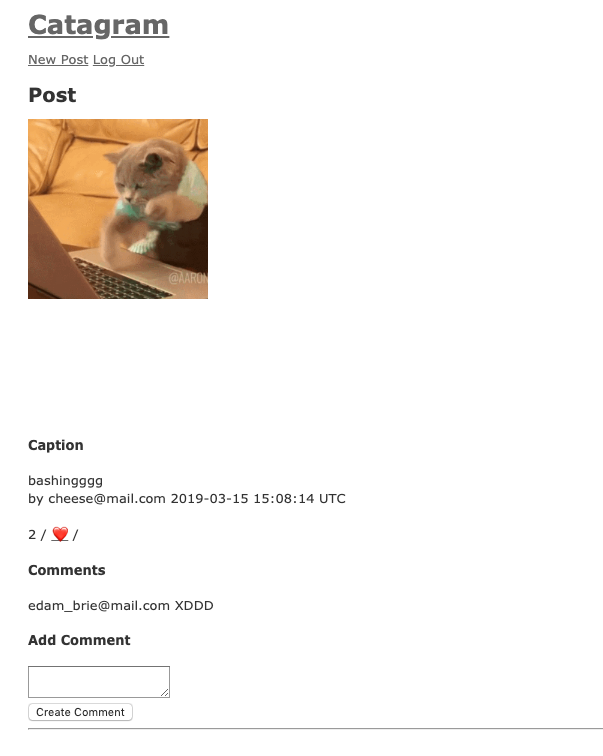 Catagram
New Post Log Out
Post
@AARON
Caption
bashingggg
by cheese@mail.com 2019-03-15 15:08:14 UTC
2 / ❤️ /
Comments
edam_brie@mail.com XDDD
Add Comment
Create Comment